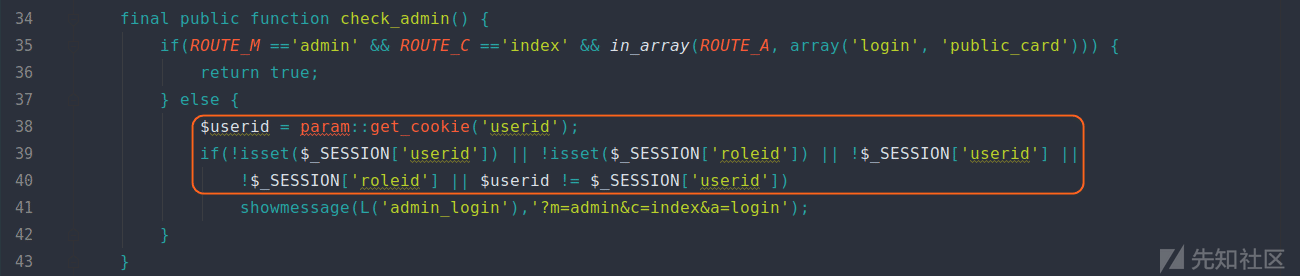 34 final public function check_admin() {
35 if(ROUTE_M =='admin' && ROUTE_C =='index' && in_array(ROUTE_A, array('login', 'public_card'))) {
36 return true;
37 } else {
38 $userid = param::get_cookie('userid');
39 if(!isset($_SESSION['userid']) || !isset($_SESSION['roleid']) || !$_SESSION['userid'] ||
40 !$_SESSION['roleid'] || $userid != $_SESSION['userid'])
41 showmessage(L('admin_login'),'?m=admin&c=index&a=login');
42 }
43 }
先知社区